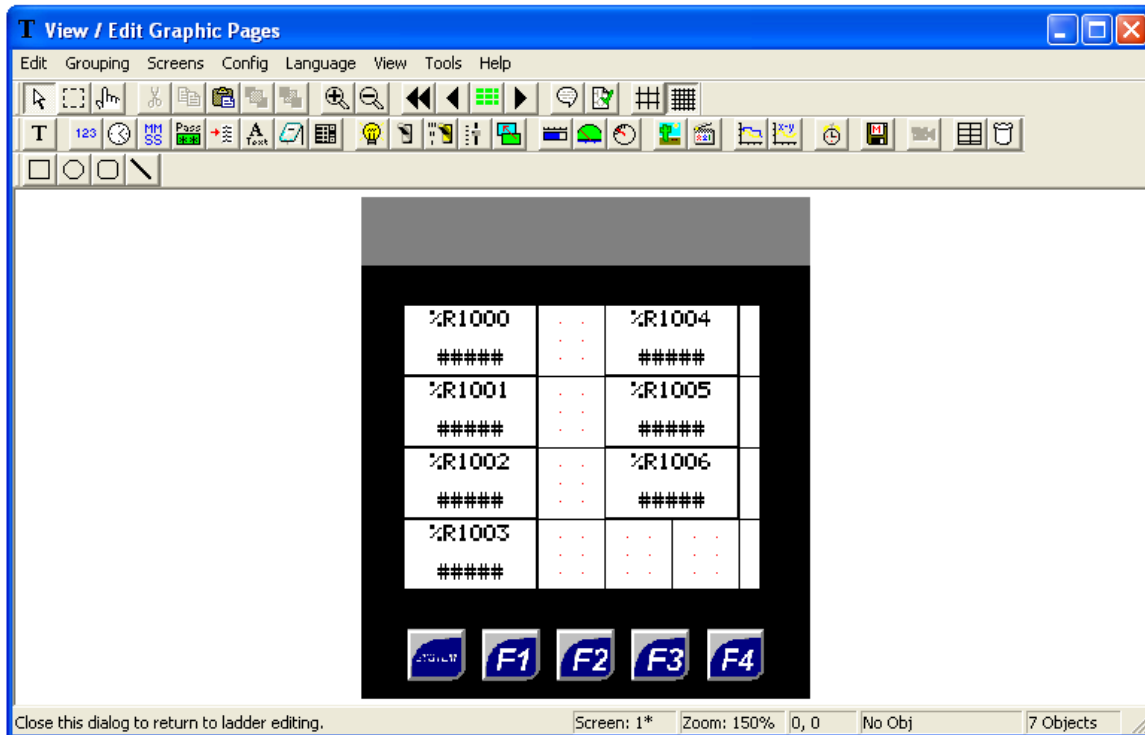 T View / Edit Graphic Pages
Edit Grouping Screens Config Language View Tools Help
T 123 MM SS Pass ** A Text
%R1000 %R1004
##### #####
%R1001 %R1005
##### #####
%R1002 %R1006
##### #####
%R1003
#####
SYSTEM F1 F2 F3 F4
Close this dialog to return to ladder editing. Screen: 1* Zoom: 150% 0, 0 No Obj 7 Objects